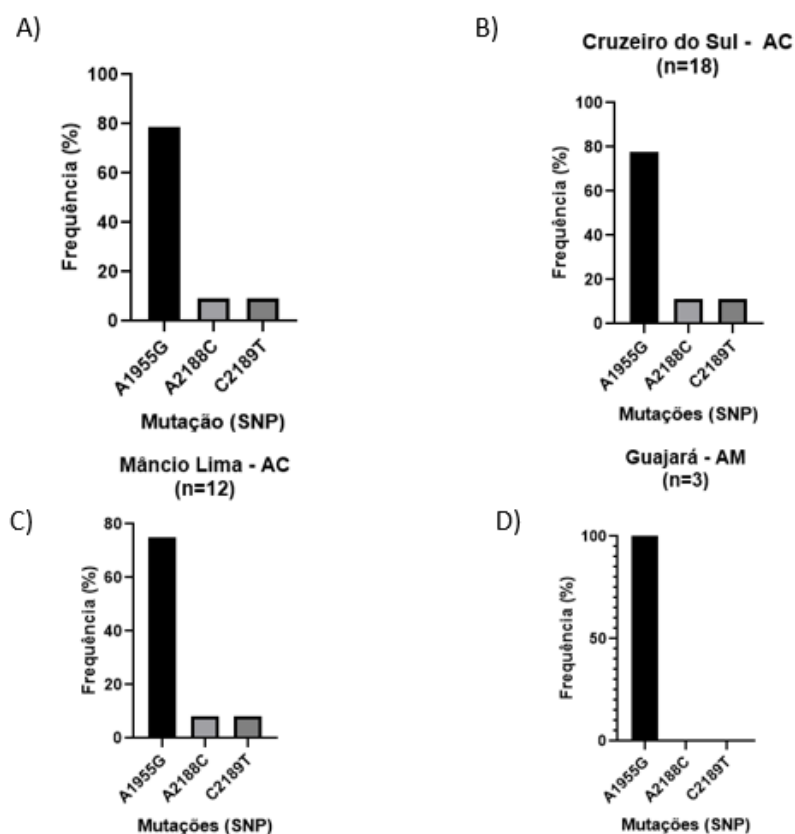 A)
Frequência (%)
100
80
60
40
20
0
A1955G
A2188C
C2189T
Mutação (SNP)
B)
Cruzeiro do Sul - AC
(n=18)
Frequência (%)
100
80
60
40
20
0
A1955G
A2188C
C2189T
Mutações (SNP)
C)
Mâncio Lima - AC
(n=12)
Frequência (%)
80
60
40
20
0
A1955G
A2188C
C2189T
Mutações (SNP)
D)
Guajará - AM
(n=3)
Frequência (%)
100
50
0
A1955G
A2188C
C2189T
Mutações (SNP)